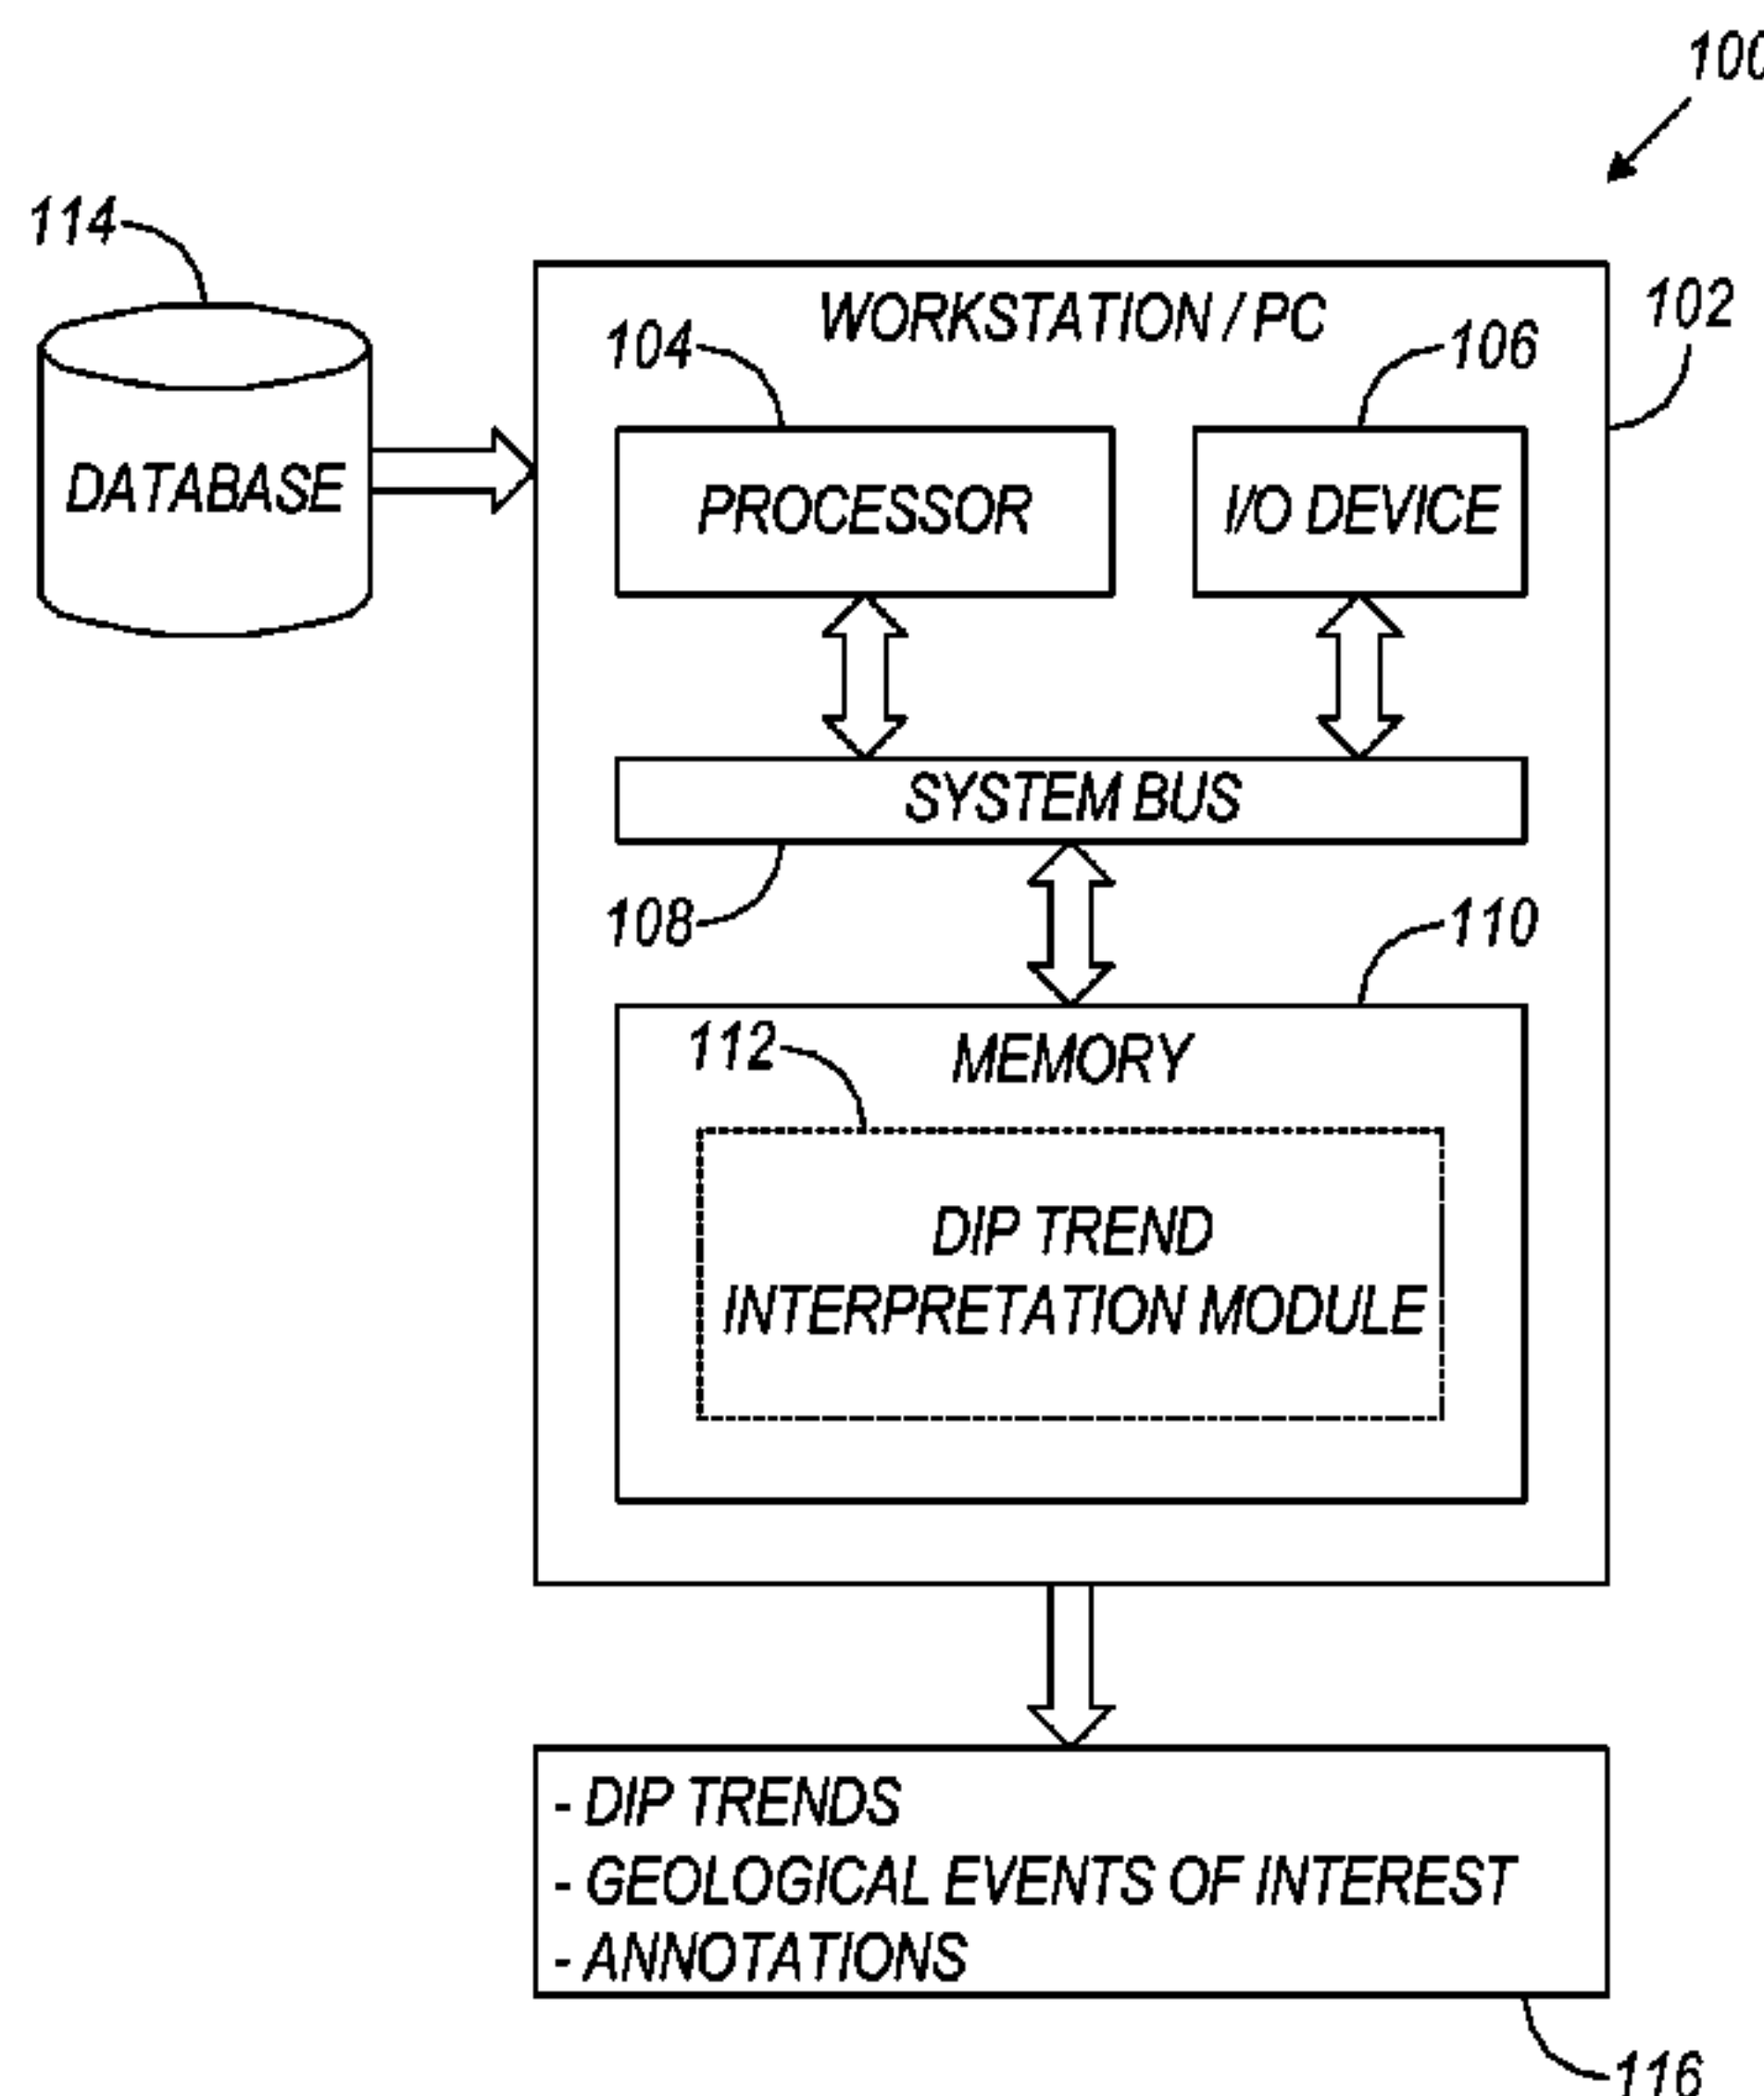 100
114
WORKSTATION / PC
102
104
106
DATABASE
PROCESSOR
I/O DEVICE
SYSTEM BUS
108
110
112
MEMORY
DIP TREND
INTERPRETATION MODULE
- DIP TRENDS
- GEOLOGICAL EVENTS OF INTEREST
- ANNOTATIONS
116